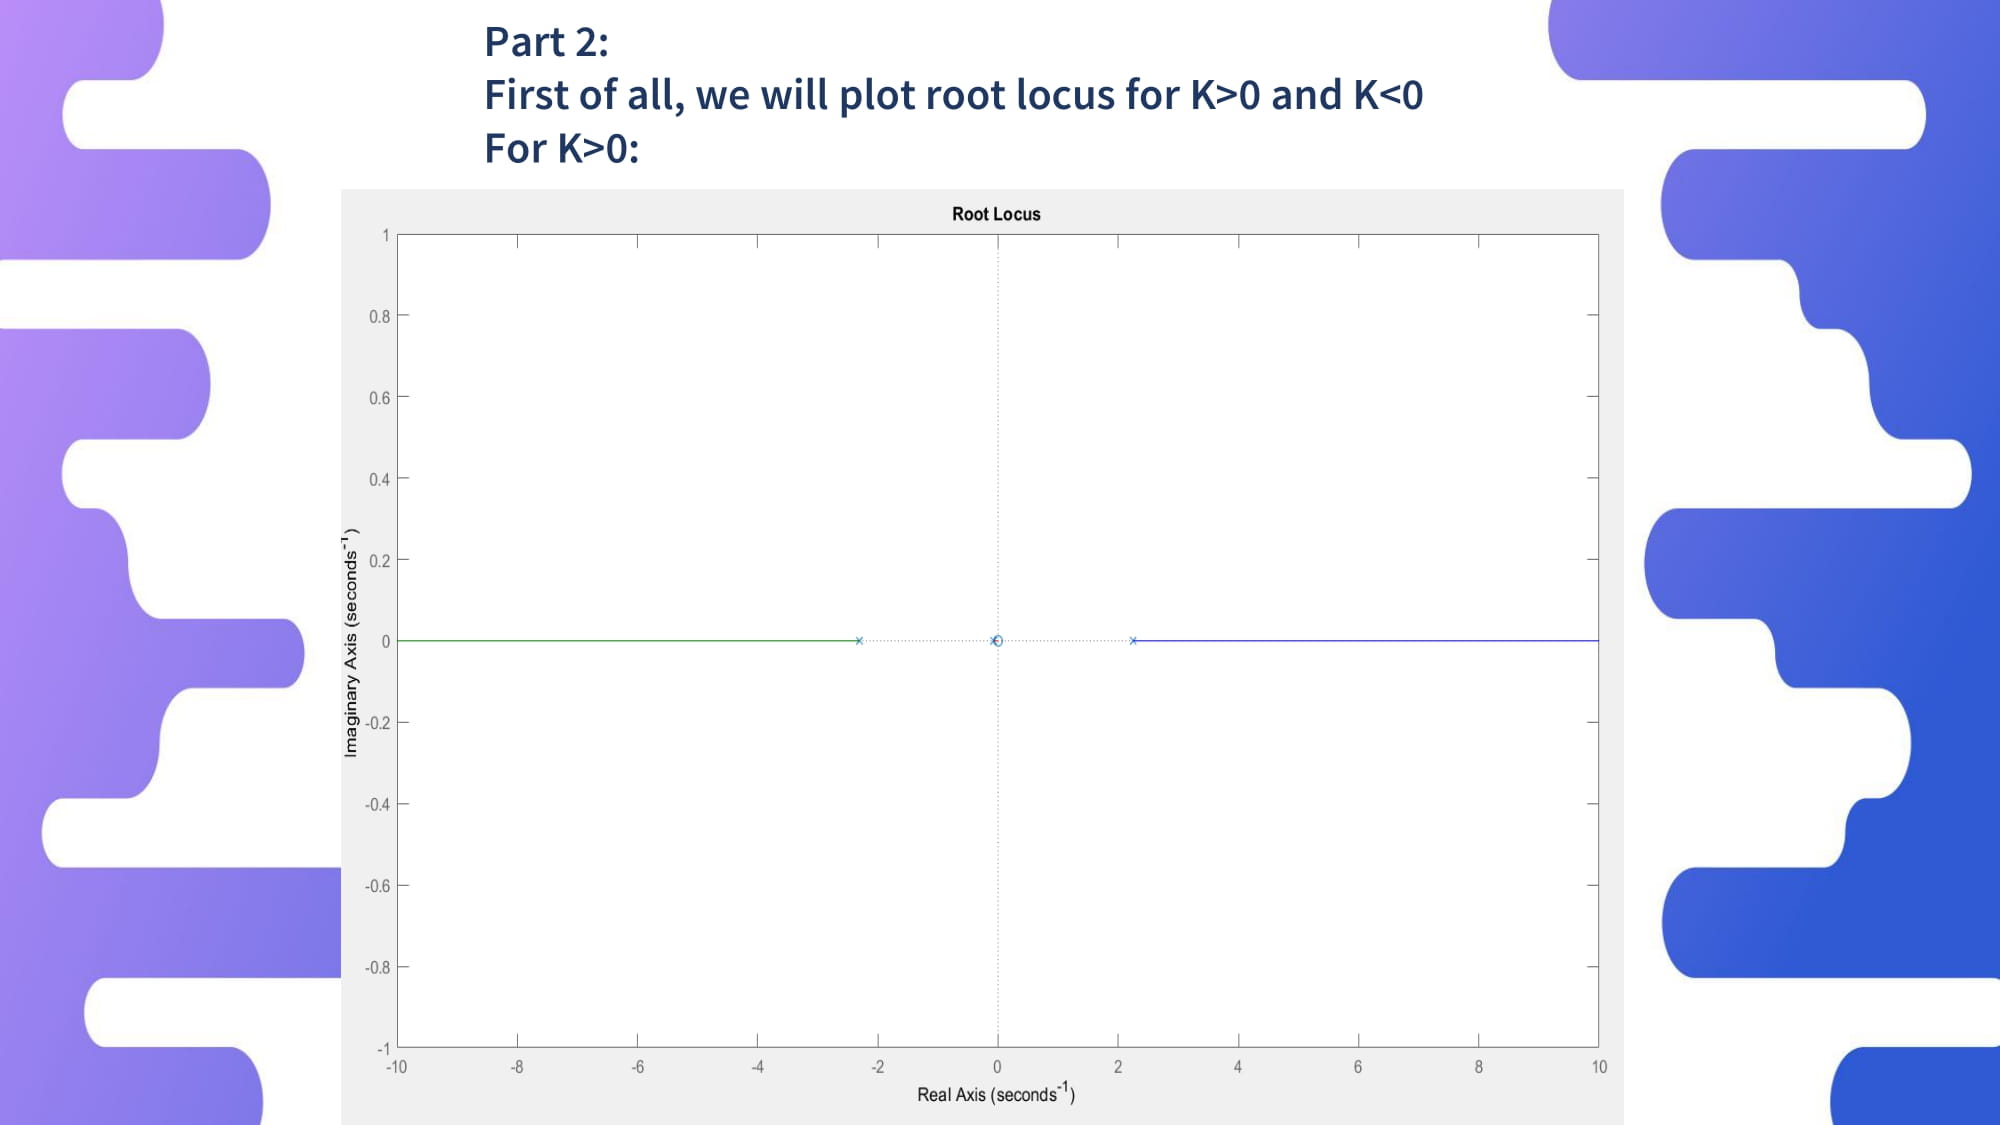 Part 2:
First of all, we will plot root locus for K>0 and K<0
For K>0:
Root Locus
1
0.8
0.6
0.4
0.2
0
-0.2
-0.4
-0.6
-0.8
-1
Imaginary Axis (seconds⁻¹)
-10 -8 -6 -4 -2 0 2 4 6 8 10
Real Axis (seconds⁻¹)